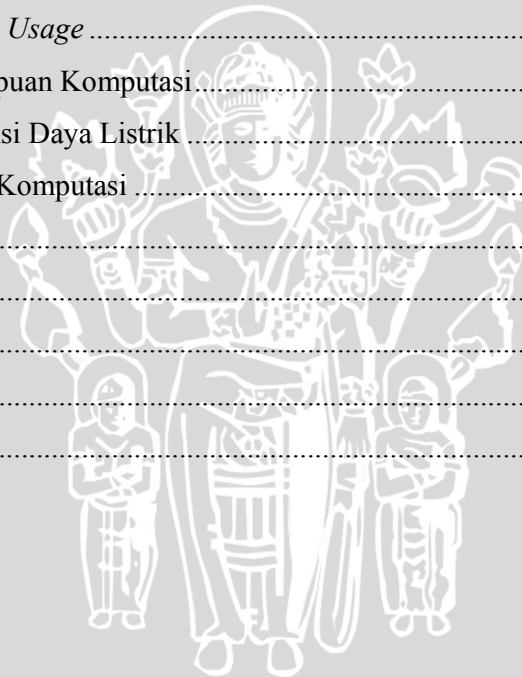 Usage ........................................................
puan Komputasi ..........................................
si Daya Listrik ...........................................
Komputasi .................................................
................................................................
................................................................
................................................................
................................................................
................................................................